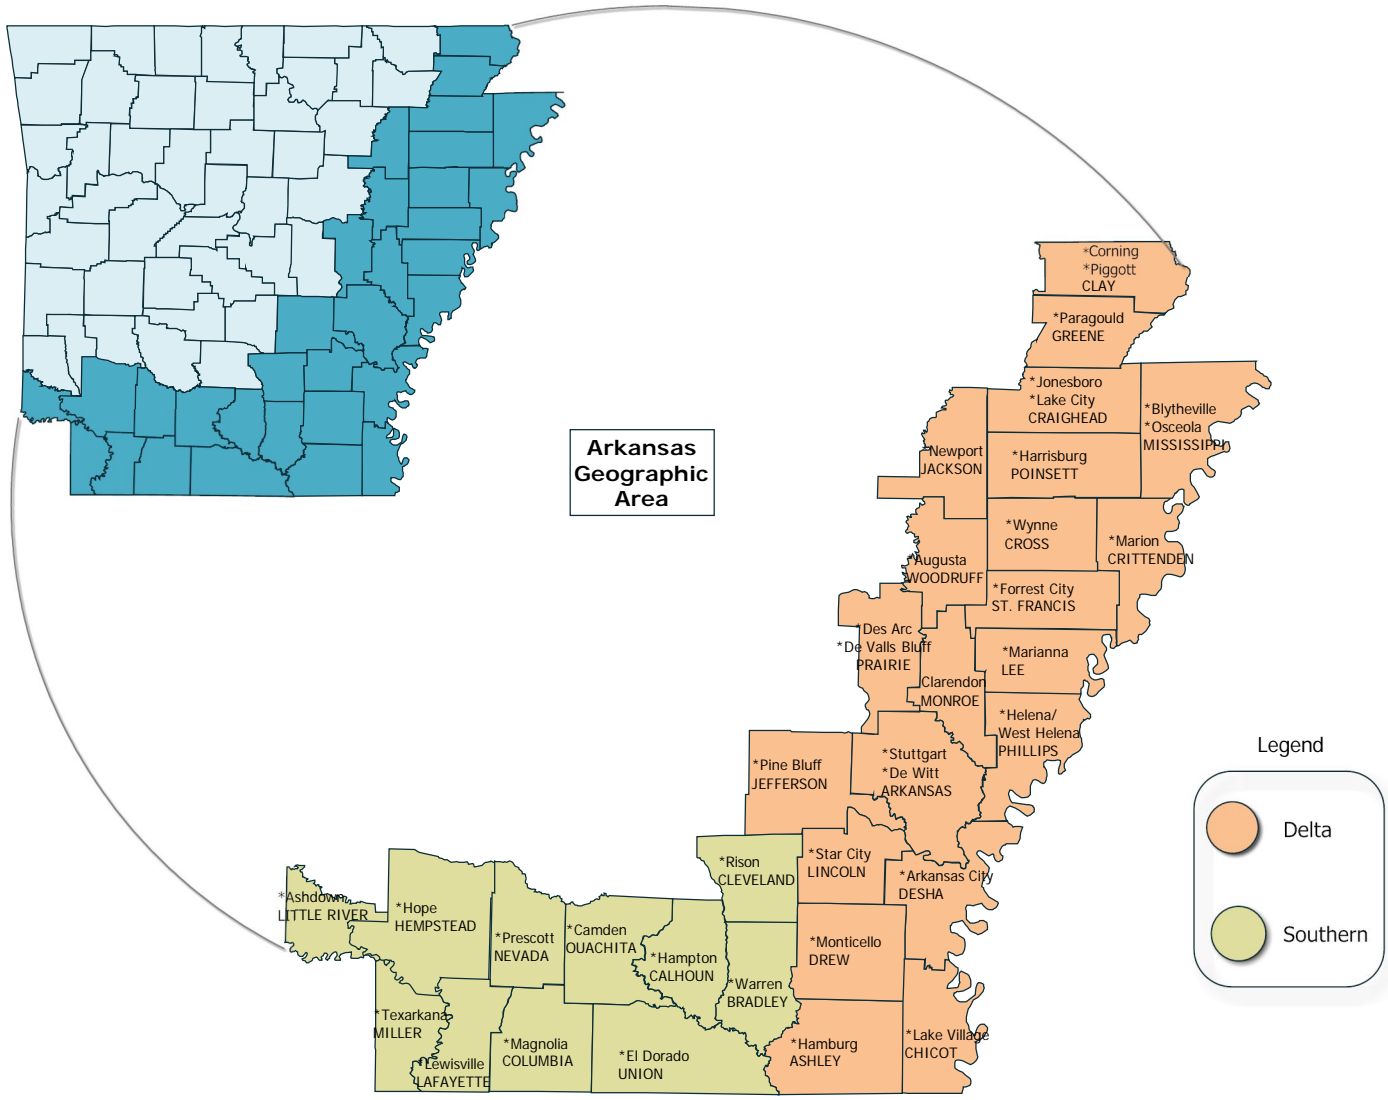 *Corning
*Piggott
CLAY
*Paragould
GREENE
*Jonesboro
*Lake City
CRAIGHEAD
*Blytheville
*Osceola
MISSISSIPPI
*Newport
JACKSON
*Harrisburg
POINSETT
*Wynne
CROSS
*Marion
CRITTENDEN
*Augusta
WOODRUFF
*Forrest City
ST. FRANCIS
*Des Arc
*De Valls Bluff
PRAIRIE
*Marianna
LEE
Clarendon
MONROE
*Helena/
West Helena
PHILLIPS
*Stuttgart
*De Witt
ARKANSAS
*Pine Bluff
JEFFERSON
*Rison
CLEVELAND
*Star City
LINCOLN
*Arkansas City
DESHA
*Ashdown
LITTLE RIVER
*Hope
HEMPSTEAD
*Prescott
NEVADA
*Camden
OUACHITA
*Hampton
CALHOUN
*Warren
BRADLEY
*Monticello
DREW
*Texarkana
MILLER
*Lewisville
LAFAYETTE
*Magnolia
COLUMBIA
*El Dorado
UNION
*Hamburg
ASHLEY
*Lake Village
CHICOT
Arkansas
Geographic
Area
Legend
Delta
Southern